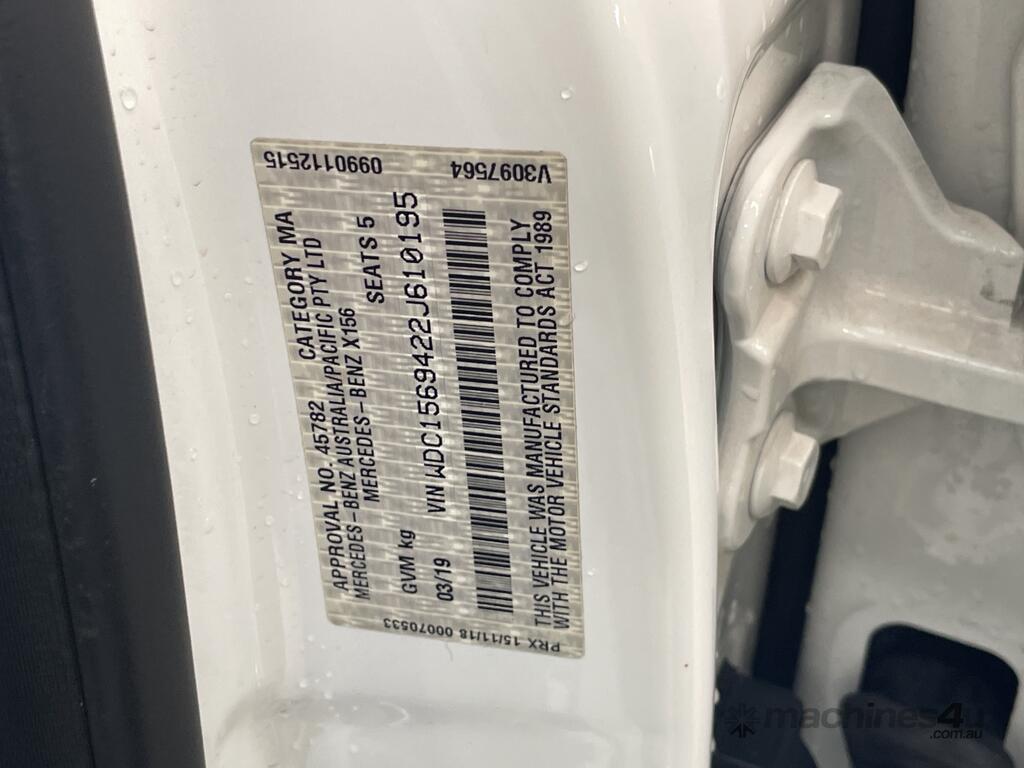 0990112515
V3097564
APPROVAL NO. 45782 CATEGORY MA
MERCEDES-BENZ AUSTRALIA/PACIFIC PTY LTD
MERCEDES-BENZ X156
GVM kg SEATS 5
03/19 VIN WDC1569422J610195
THIS VEHICLE WAS MANUFACTURED TO COMPLY
WITH THE MOTOR VEHICLE STANDARDS ACT 1989
PRX 15/11/18 00070533
machines4u
.com.au